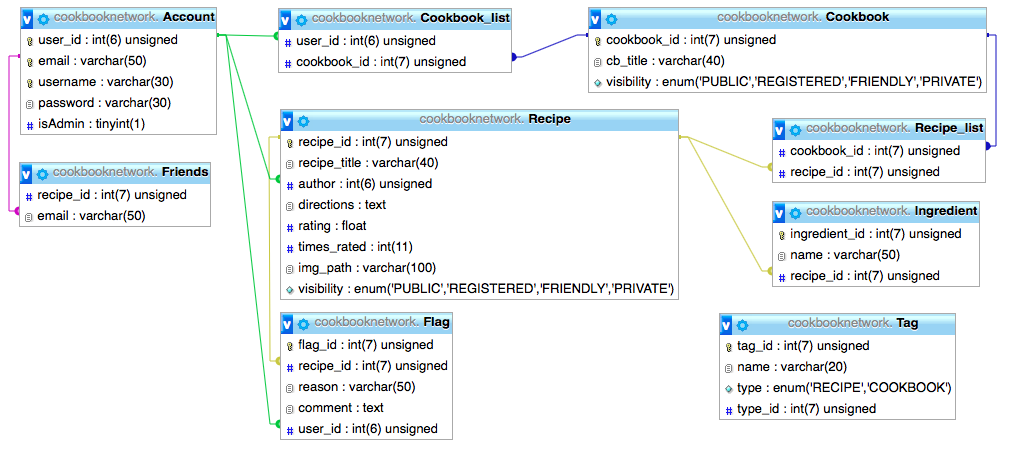 cookbooknetwork. Account
user_id : int(6) unsigned
email : varchar(50)
username : varchar(30)
password : varchar(30)
isAdmin : tinyint(1)
cookbooknetwork. Cookbook_list
user_id : int(6) unsigned
cookbook_id : int(7) unsigned
cookbooknetwork. Cookbook
cookbook_id : int(7) unsigned
cb_title : varchar(40)
visibility : enum('PUBLIC','REGISTERED','FRIENDLY','PRIVATE')
cookbooknetwork. Friends
recipe_id : int(7) unsigned
email : varchar(50)
cookbooknetwork. Recipe
recipe_id : int(7) unsigned
recipe_title : varchar(40)
author : int(6) unsigned
directions : text
rating : float
times_rated : int(11)
img_path : varchar(100)
visibility : enum('PUBLIC','REGISTERED','FRIENDLY','PRIVATE')
cookbooknetwork. Recipe_list
cookbook_id : int(7) unsigned
recipe_id : int(7) unsigned
cookbooknetwork. Ingredient
ingredient_id : int(7) unsigned
name : varchar(50)
recipe_id : int(7) unsigned
cookbooknetwork. Flag
flag_id : int(7) unsigned
recipe_id : int(7) unsigned
reason : varchar(50)
comment : text
user_id : int(6) unsigned
cookbooknetwork. Tag
tag_id : int(7) unsigned
name : varchar(20)
type : enum('RECIPE','COOKBOOK')
type_id : int(7) unsigned